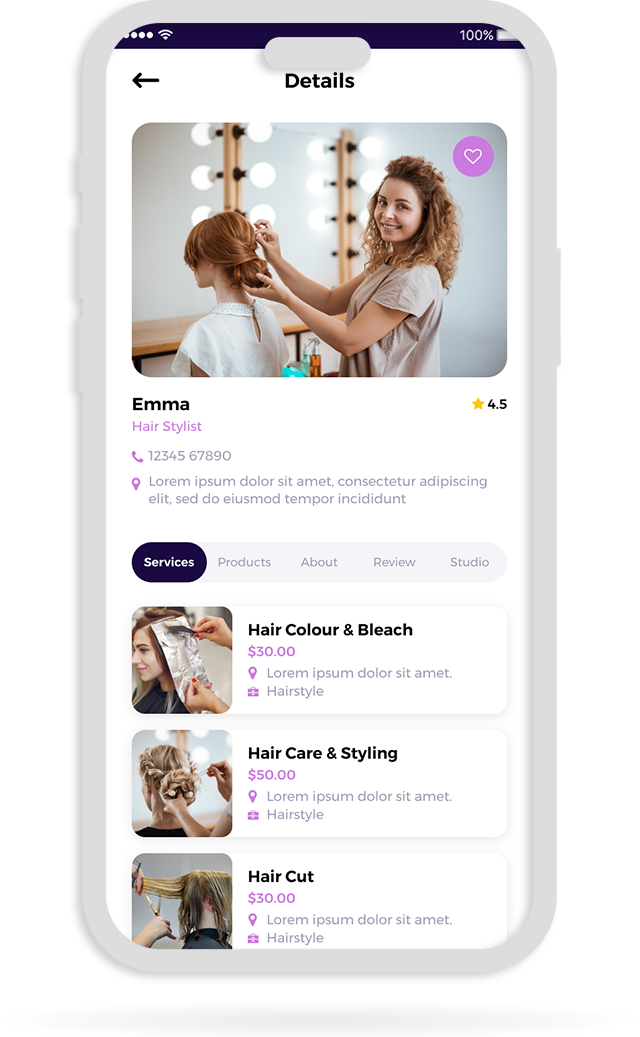 100%
Details
Emma
4.5
Hair Stylist
12345 67890
Lorem ipsum dolor sit amet, consectetur adipiscing
elit, sed do eiusmod tempor incididunt
Services Products About Review Studio
Hair Colour & Bleach
$30.00
Lorem ipsum dolor sit amet.
Hairstyle
Hair Care & Styling
$50.00
Lorem ipsum dolor sit amet.
Hairstyle
Hair Cut
$30.00
Lorem ipsum dolor sit amet.
Hairstyle